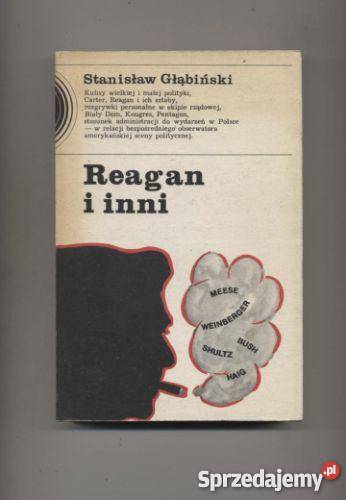 Stanisław Głąbiński
Kulisy wielkiej i małej polityki,
Carter, Reagan i ich sztaby,
rozgrywki personalne w ekipie rządowej,
Biały Dom, Kongres, Pentagon,
stosunek administracji do wydarzeń w Polsce
— w relacji bezpośredniego obserwatora
amerykańskiej sceny politycznej.
Reagan
i inni
MEESE
WEINBERGER
BUSH
SHULTZ
HAIG
Sprzedajemy.pl